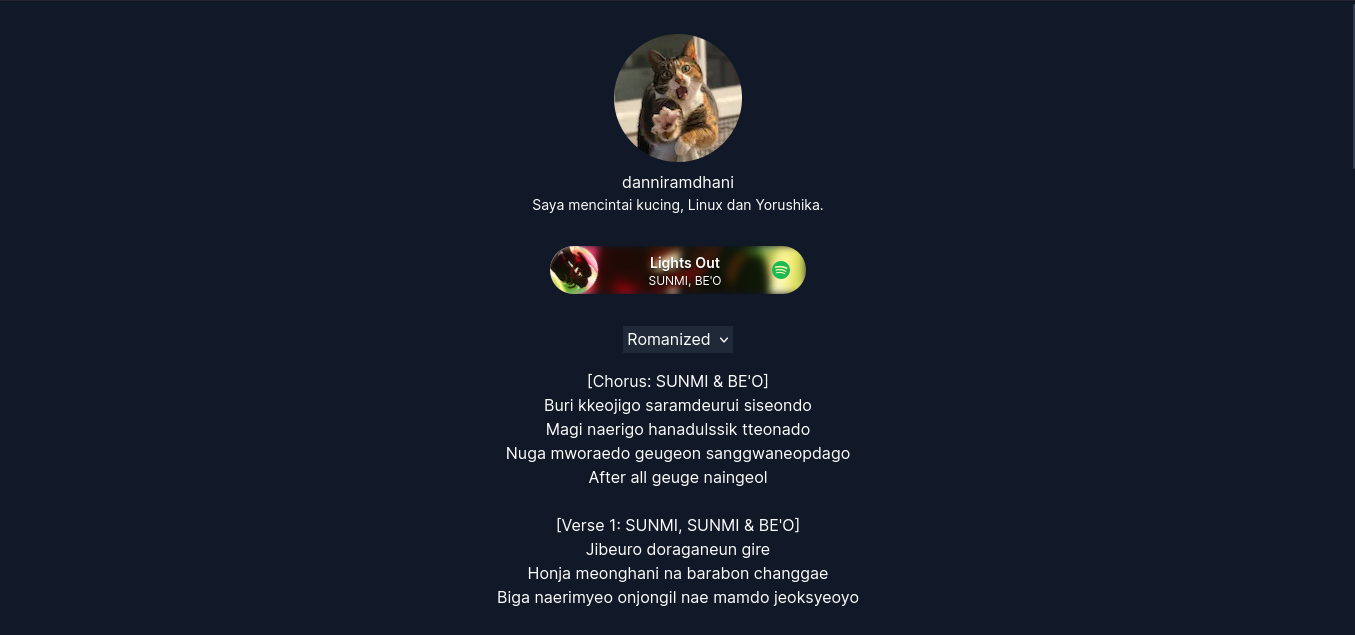 danniramdhani
Saya mencintai kucing, Linux dan Yorushika.
Lights Out
SUNMI, BE'O
Romanized
[Chorus: SUNMI & BE'O]
Buri kkeojigo saramdeurui siseondo
Magi naerigo hanadulssik tteonado
Nuga mworaedo geugeon sanggwaneopdago
After all geuge naingeol
[Verse 1: SUNMI, SUNMI & BE'O]
Jibeuro doraganeun gire
Honja meonghani na barabon changgae
Biga naerimyeo onjongil nae mamdo jeoksyeoyo